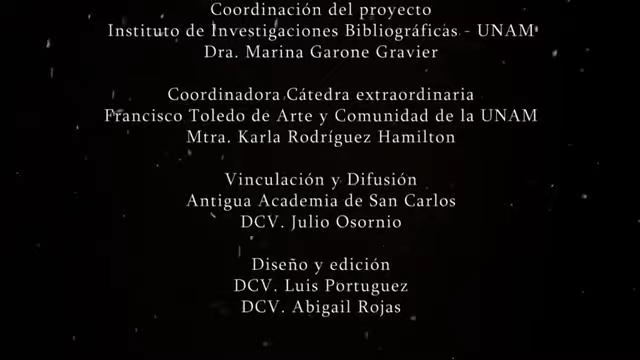 Coordinación del proyecto
Instituto de Investigaciones Bibliográficas - UNAM
Dra. Marina Garone Gravier
Coordinadora Cátedra extraordinaria
Francisco Toledo de Arte y Comunidad de la UNAM
Mtra. Karla Rodríguez Hamilton
Vinculación y Difusión
Antigua Academia de San Carlos
DCV. Julio Osornio
Diseño y edición
DCV. Luis Portuguez
DCV. Abigail Rojas